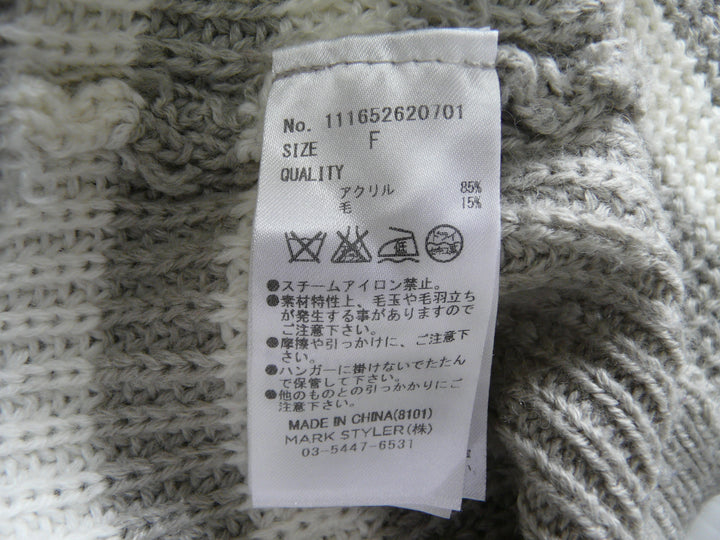 No. 111652620701
SIZE F
QUALITY
アクリル 85%
毛 15%
低 ドライ
●スチームアイロン禁止。
●素材特性上、毛玉や毛羽立ち
が発生する事がありますので
ご注意下さい。
●摩擦や引っかけに、ご注意下
さい。
●ハンガーに掛けないでたたん
で保管して下さい。
●他のものとの引っかかりにご
注意下さい。
MADE IN CHINA(8101)
MARK STYLER(株)
03-5447-6531